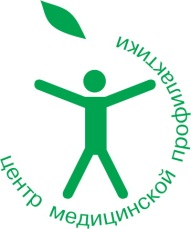 центр медицинской профилактики